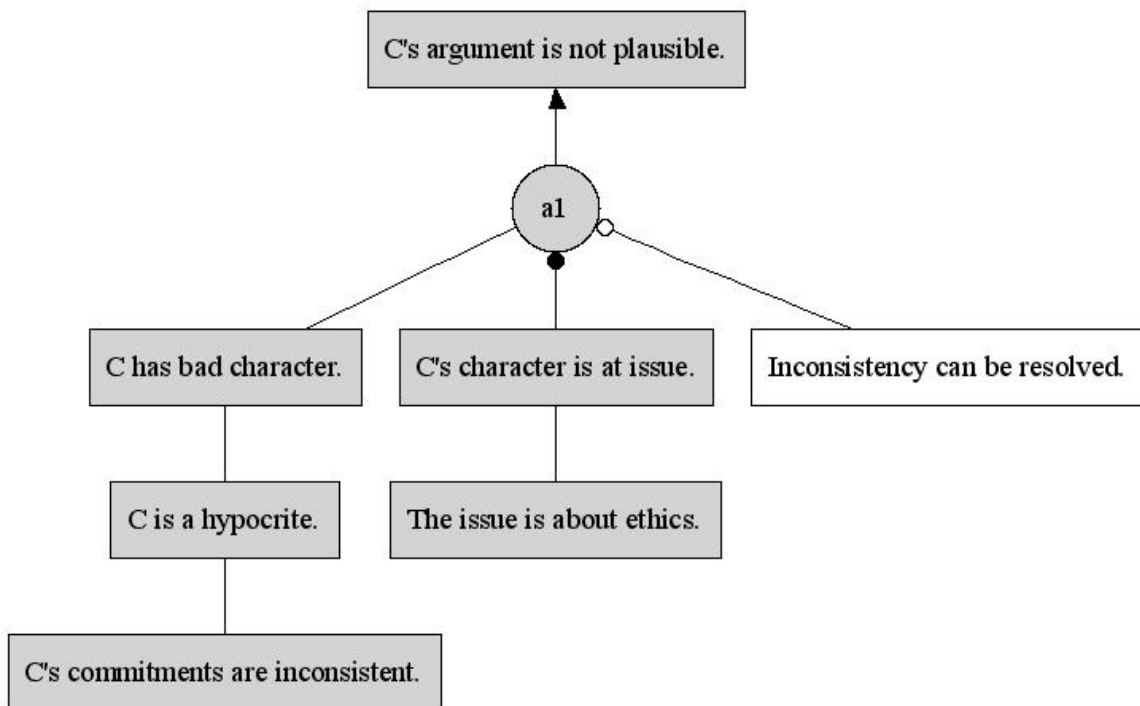 C's argument is not plausible.
a1
C has bad character.
C's character is at issue.
Inconsistency can be resolved.
C is a hypocrite.
The issue is about ethics.
C's commitments are inconsistent.